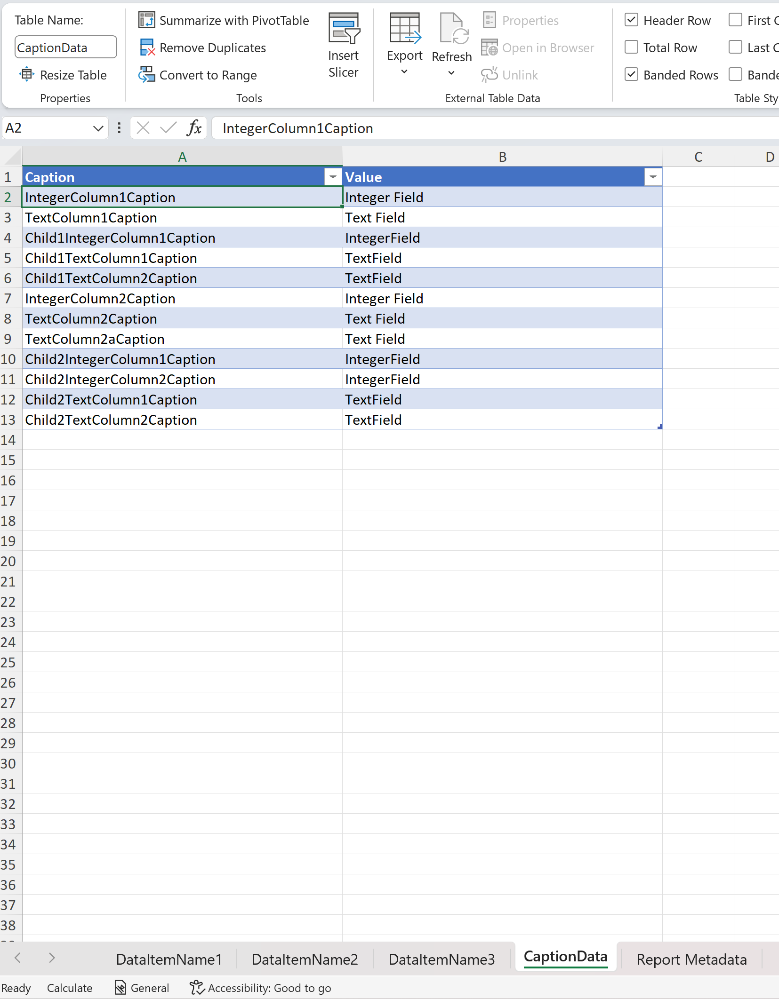 Table Name:
CaptionData
Resize Table
Properties
Summarize with PivotTable
Remove Duplicates
Convert to Range
Insert
Slicer
Tools
Export
Refresh
Properties
Open in Browser
Unlink
External Table Data
Header Row
First C
Total Row
Last C
Banded Rows
Bande
Table Sty
A2
fx
IntegerColumn1Caption
A B C D
1 Caption Value
2 IntegerColumn1Caption Integer Field
3 TextColumn1Caption Text Field
4 Child1IntegerColumn1Caption IntegerField
5 Child1TextColumn1Caption TextField
6 Child1TextColumn2Caption TextField
7 IntegerColumn2Caption Integer Field
8 TextColumn2Caption Text Field
9 TextColumn2aCaption Text Field
10 Child2IntegerColumn1Caption IntegerField
11 Child2IntegerColumn2Caption IntegerField
12 Child2TextColumn1Caption TextField
13 Child2TextColumn2Caption TextField
14
15
16
17
18
19
20
21
22
23
24
25
26
27
28
29
30
31
32
33
34
35
36
37
38
DataItemName1 DataItemName2 DataItemName3 CaptionData Report Metadata
Ready Calculate General Accessibility: Good to go